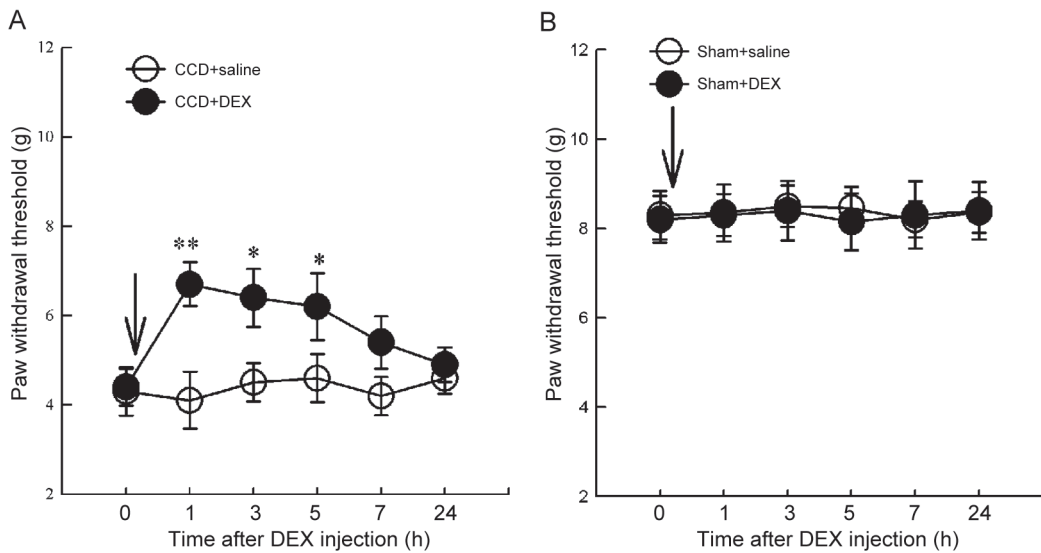 A
12
10
8
6
4
2
Paw withdrawal threshold (g)
CCD+saline
CCD+DEX
**
*
*
0 1 3 5 7 24
Time after DEX injection (h)
B
12
10
8
6
4
2
Paw withdrawal threshold (g)
Sham+saline
Sham+DEX
0 1 3 5 7 24
Time after DEX injection (h)